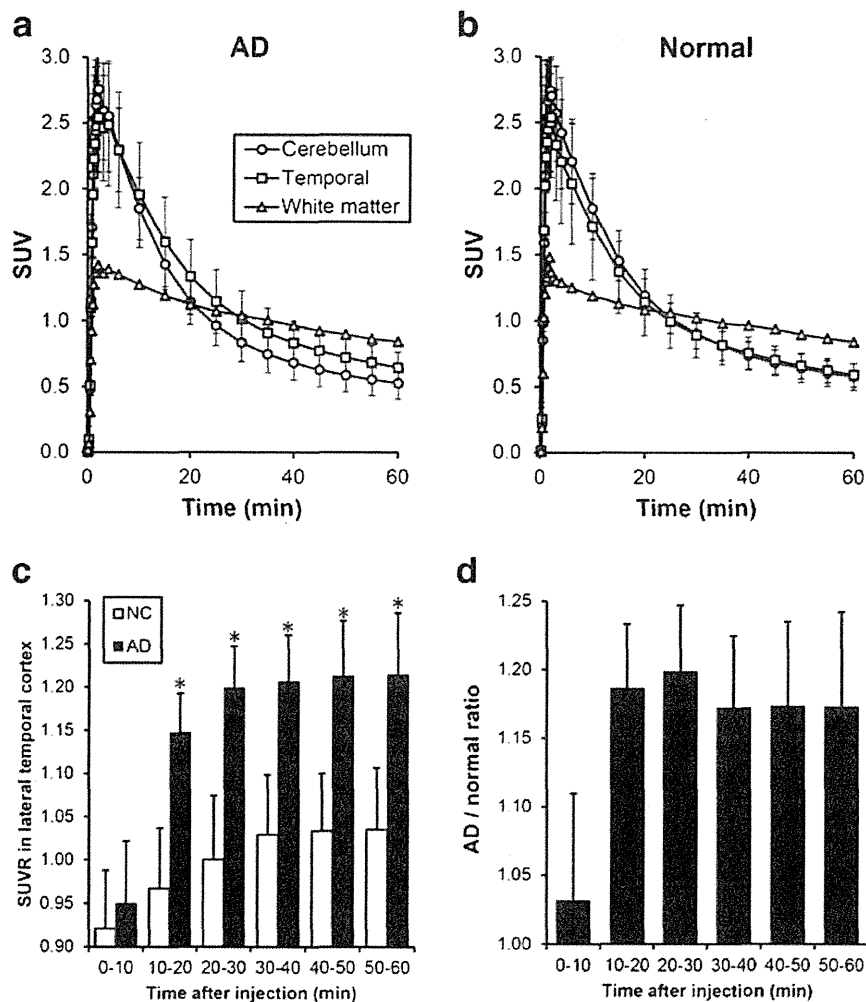 a
AD
3.0
2.5
2.0
1.5
1.0
0.5
0.0
SUV
Cerebellum
Temporal
White matter
0 20 40 60
Time (min)
b
Normal
3.0
2.5
2.0
1.5
1.0
0.5
0.0
SUV
0 20 40 60
Time (min)
c
1.30
1.25
1.20
1.15
1.10
1.05
1.00
0.95
0.90
SUVR in lateral temporal cortex
NC
AD
* * * * *
0-10 10-20 20-30 30-40 40-50 50-60
Time after injection (min)
d
1.25
1.20
1.15
1.10
1.05
1.00
AD / normal ratio
0-10 10-20 20-30 30-40 40-50 50-60
Time after injection (min)